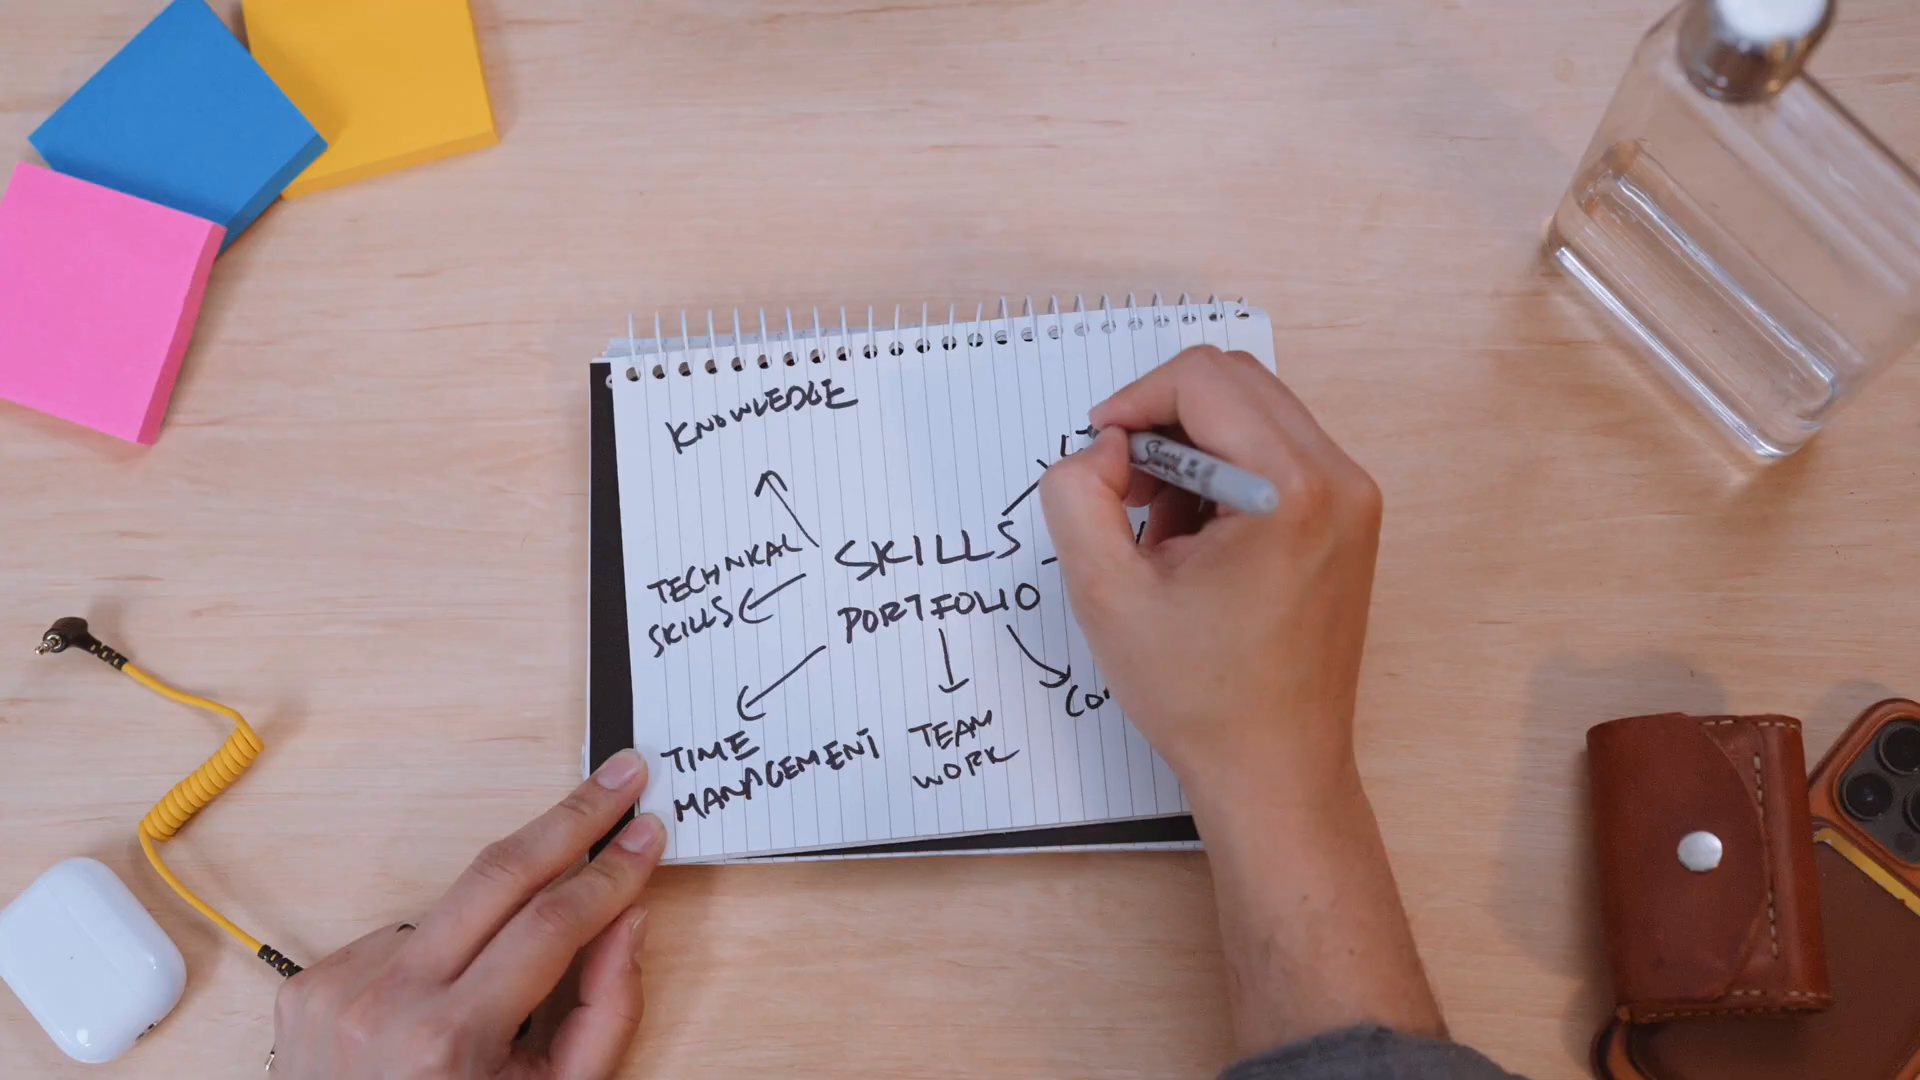 KNOWLEDGE
TECHNICAL
SKILLS
SKILLS
PORTFOLIO
TIME
MANAGEMENT
TEAM
WORK